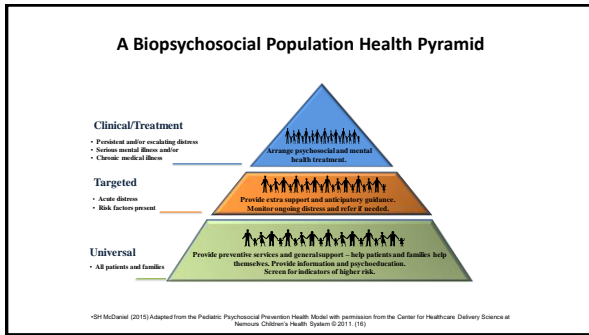 A Biopsychosocial Population Health Pyramid
Clinical/Treatment
• Persistent and/or escalating distress
• Serious mental illness and/or
• Chronic medical illness
Arrange psychosocial and mental
health treatment.
Targeted
• Acute distress
• Risk factors present
Provide extra support and anticipatory guidance.
Monitor ongoing distress and refer if needed.
Universal
• All patients and families
Provide preventive services and general support – help patients and families help
themselves. Provide information and psychoeducation.
Screen for indicators of higher risk.
•SH McDaniel (2015) Adapted from the Pediatric Psychosocial Prevention Health Model with permission from the Center for Healthcare Delivery Science at
Nemours Children's Health System © 2011. (16)